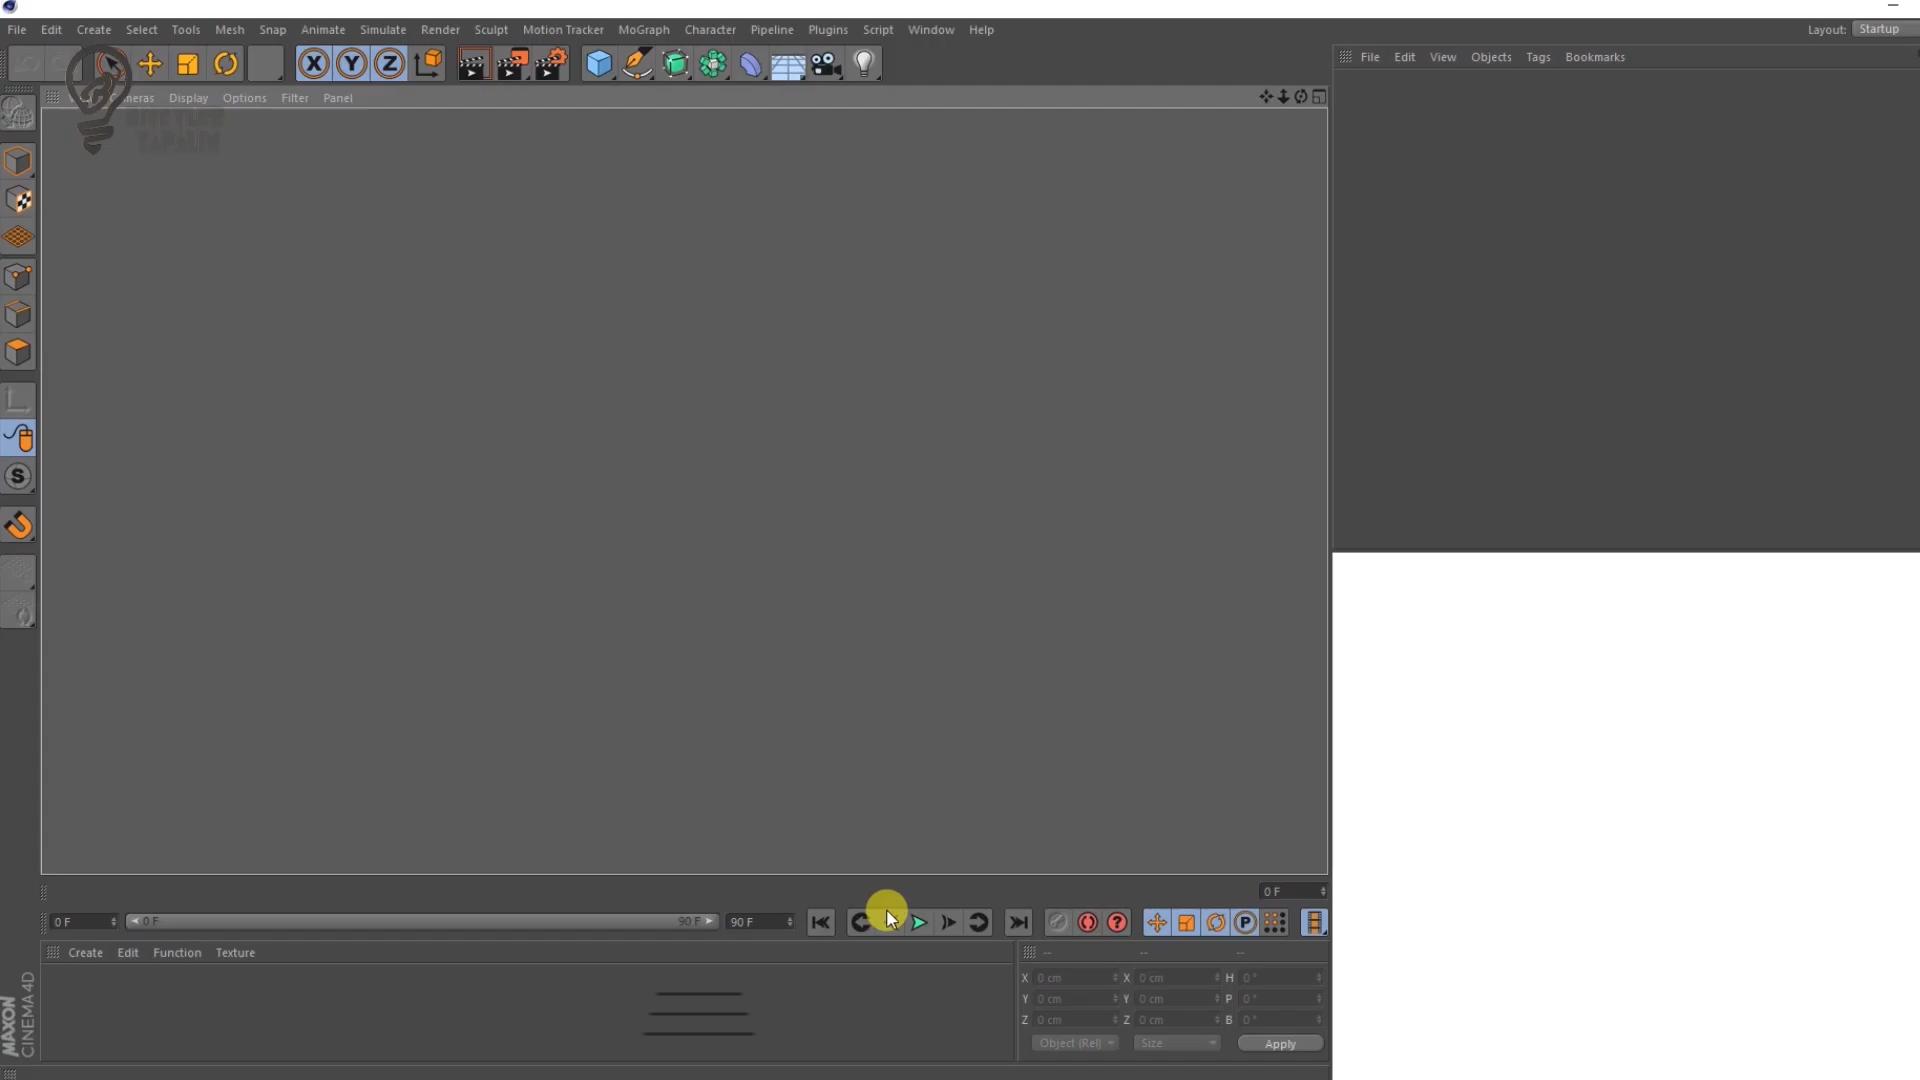 File Edit Create Select Tools Mesh Snap Animate Simulate Render Sculpt Motion Tracker MoGraph Character Pipeline Plugins Script Window Help Layout: Startup
File Edit View Objects Tags Bookmarks
X Y Z
Display Options Filter Panel
S
0 F
0 F 0 F 90 F 90 F ? P
Create Edit Function Texture -- -- --
X 0 cm X 0 cm H 0 °
Y 0 cm Y 0 cm P 0 °
Z 0 cm Z 0 cm B 0 °
Object (Rel) Size Apply
MAXON
CINEMA 4D